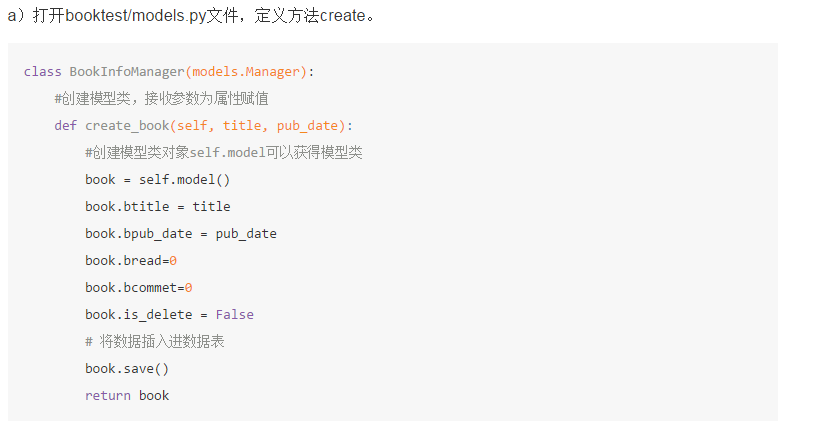 a）打开booktest/models.py文件，定义方法create。
class BookInfoManager(models.Manager):
    #创建模型类，接收参数为属性赋值
    def create_book(self, title, pub_date):
        #创建模型类对象self.model可以获得模型类
        book = self.model()
        book.btitle = title
        book.bpub_date = pub_date
        book.bread=0
        book.bcommet=0
        book.is_delete = False
        # 将数据插入进数据表
        book.save()
        return book